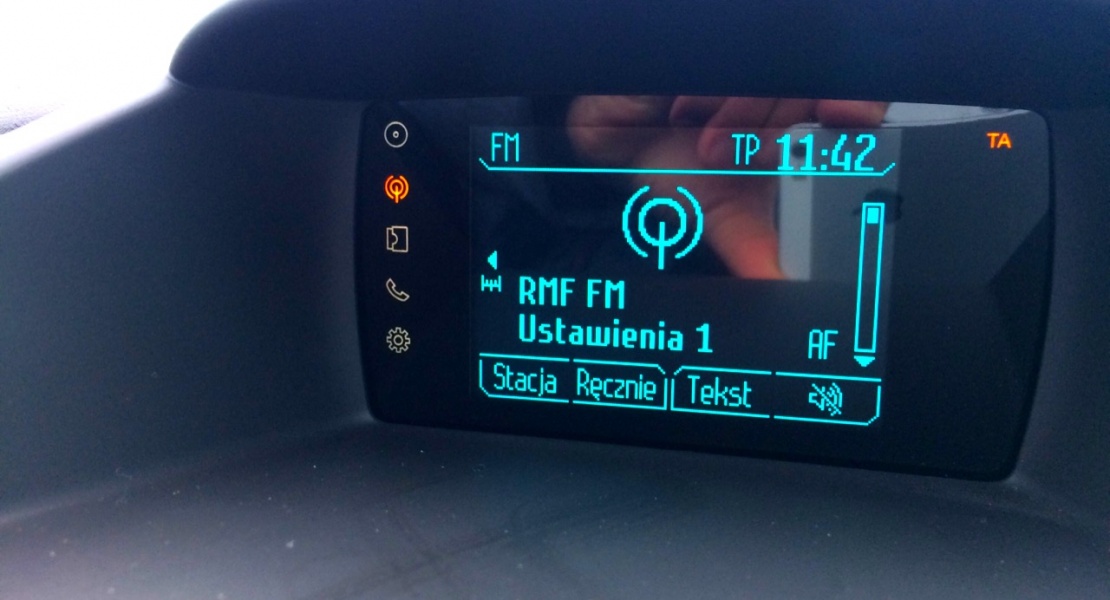 FM TP 11:42 TA
RMF FM
Ustawienia 1 AF
Stacja Ręcznie Tekst